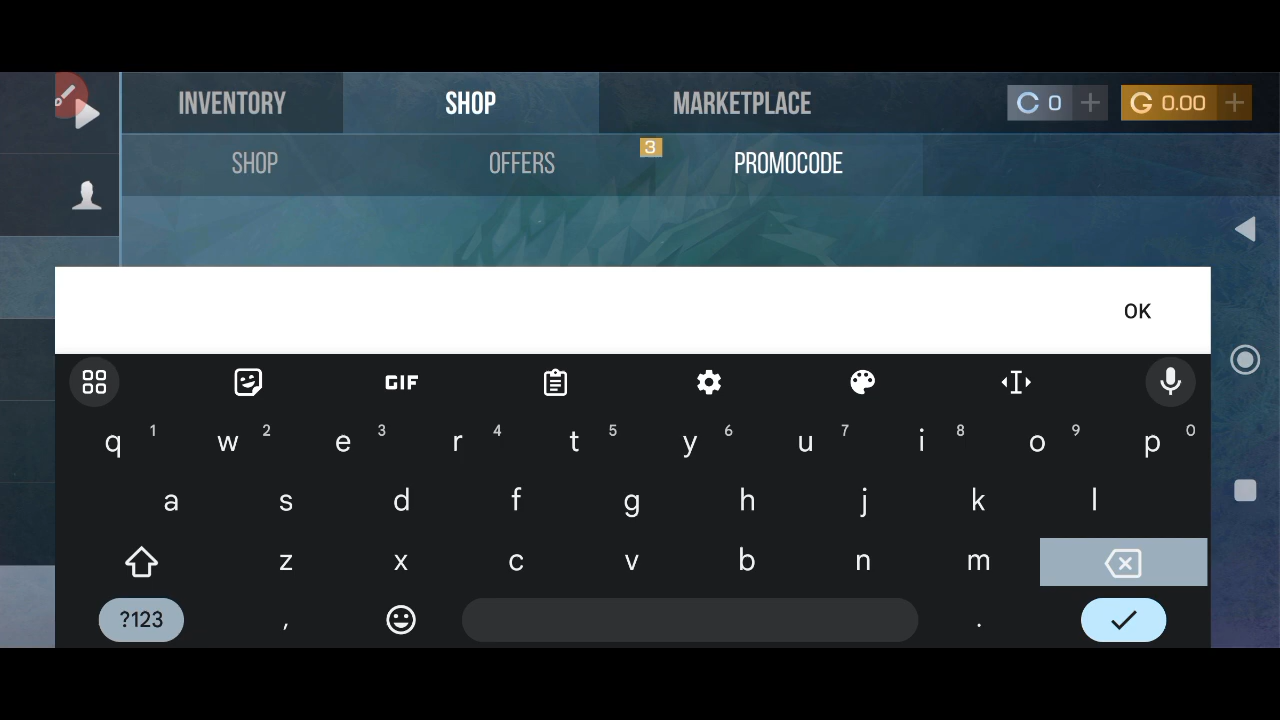 INVENTORY SHOP MARKETPLACE C 0 + G 0.00 +
SHOP OFFERS 3 PROMOCODE
OK
GIF
q 1 w 2 e 3 r 4 t 5 y 6 u 7 i 8 o 9 p 0
a s d f g h j k l
z x c v b n m
?123 , .